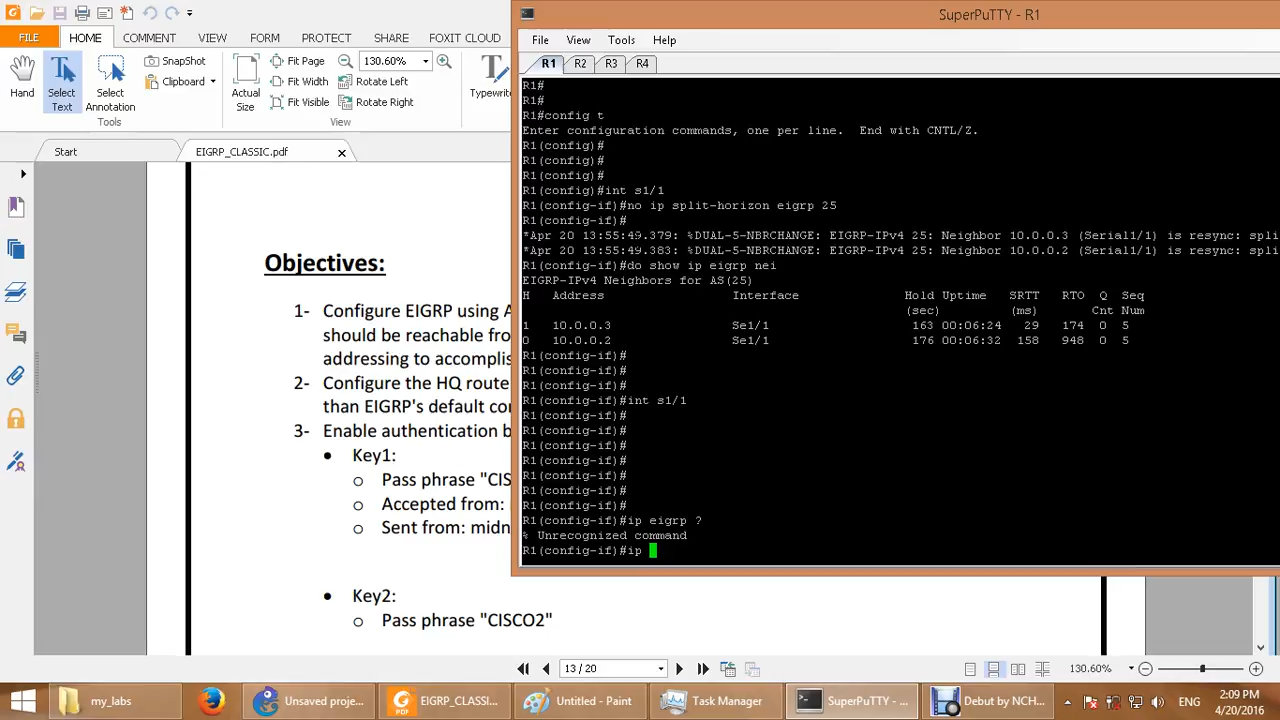 SuperPuTTY - R1
FILE HOME COMMENT VIEW FORM PROTECT SHARE FOXIT CLOUD
File View Tools Help
Hand
Select
Text
Select
Annotation
SnapShot
Clipboard
Tools
Actual
Size
Fit Page
Fit Width
Fit Visible
130.60%
Rotate Left
Rotate Right
View
Typewri
R1 R2 R3 R4
Start
EIGRP_CLASSIC.pdf
Objectives:
1- Configure EIGRP using A
should be reachable fro
addressing to accomplis
2- Configure the HQ route
than EIGRP's default co
3- Enable authentication b
• Key1:
o Pass phrase "CIS
o Accepted from:
o Sent from: midn
• Key2:
o Pass phrase "CISCO2"
R1#
R1#
R1#config t
Enter configuration commands, one per line.  End with CNTL/Z.
R1(config)#
R1(config)#
R1(config)#
R1(config)#int s1/1
R1(config-if)#no ip split-horizon eigrp 25
R1(config-if)#
*Apr 20 13:55:49.379: %DUAL-5-NBRCHANGE: EIGRP-IPv4 25: Neighbor 10.0.0.3 (Serial1/1) is resync: spli
*Apr 20 13:55:49.383: %DUAL-5-NBRCHANGE: EIGRP-IPv4 25: Neighbor 10.0.0.2 (Serial1/1) is resync: spli
R1(config-if)#do show ip eigrp nei
EIGRP-IPv4 Neighbors for AS(25)
H Address Interface Hold Uptime SRTT RTO Q Seq
(sec) (ms) Cnt Num
1 10.0.0.3 Se1/1 163 00:06:24 29 174 0 5
0 10.0.0.2 Se1/1 176 00:06:32 158 948 0 5
R1(config-if)#
R1(config-if)#
R1(config-if)#
R1(config-if)#int s1/1
R1(config-if)#
R1(config-if)#
R1(config-if)#
R1(config-if)#
R1(config-if)#
R1(config-if)#
R1(config-if)#
R1(config-if)#ip eigrp ?
% Unrecognized command
R1(config-if)#ip
13 / 20
130.60%
my_labs
Unsaved proje...
EIGRP_CLASSI...
Untitled - Paint
Task Manager
SuperPuTTY - ...
Debut by NCH...
ENG
2:09 PM
4/20/2016